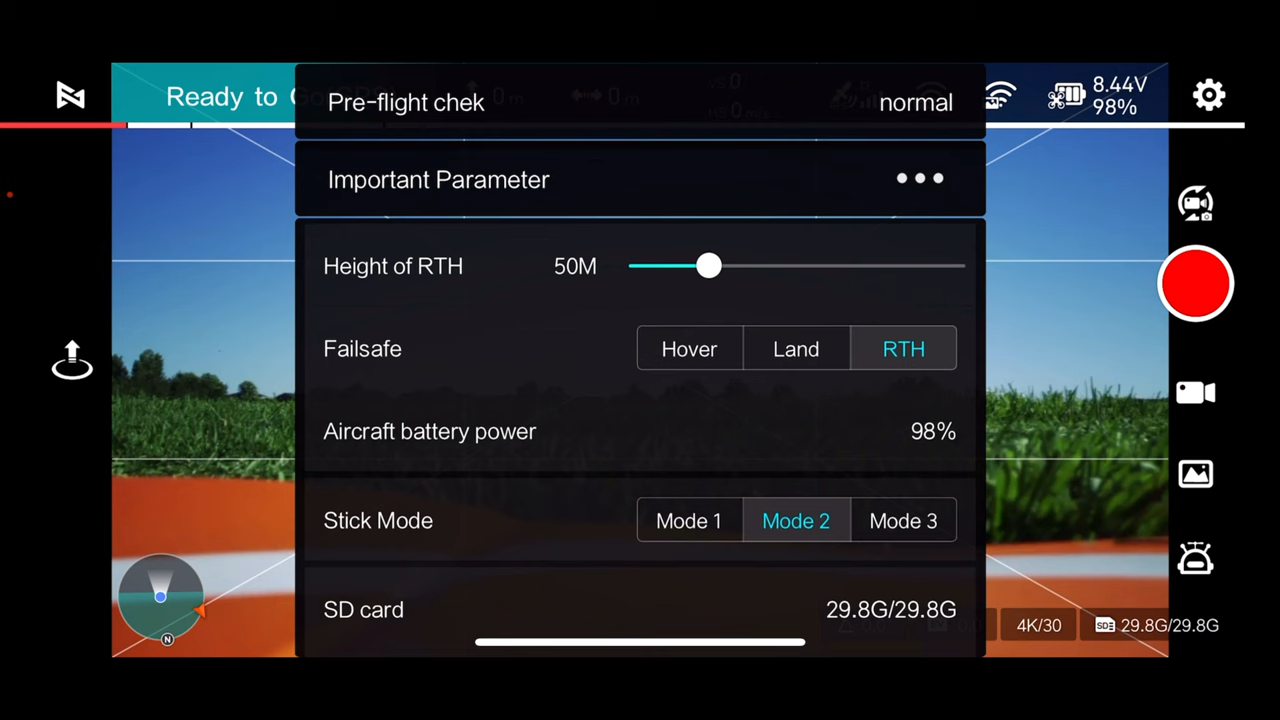 Ready to
Pre-flight chek normal
8.44V
98%
Important Parameter
Height of RTH 50M
Failsafe Hover Land RTH
Aircraft battery power 98%
Stick Mode Mode 1 Mode 2 Mode 3
SD card 29.8G/29.8G
4K/30 29.8G/29.8G
N